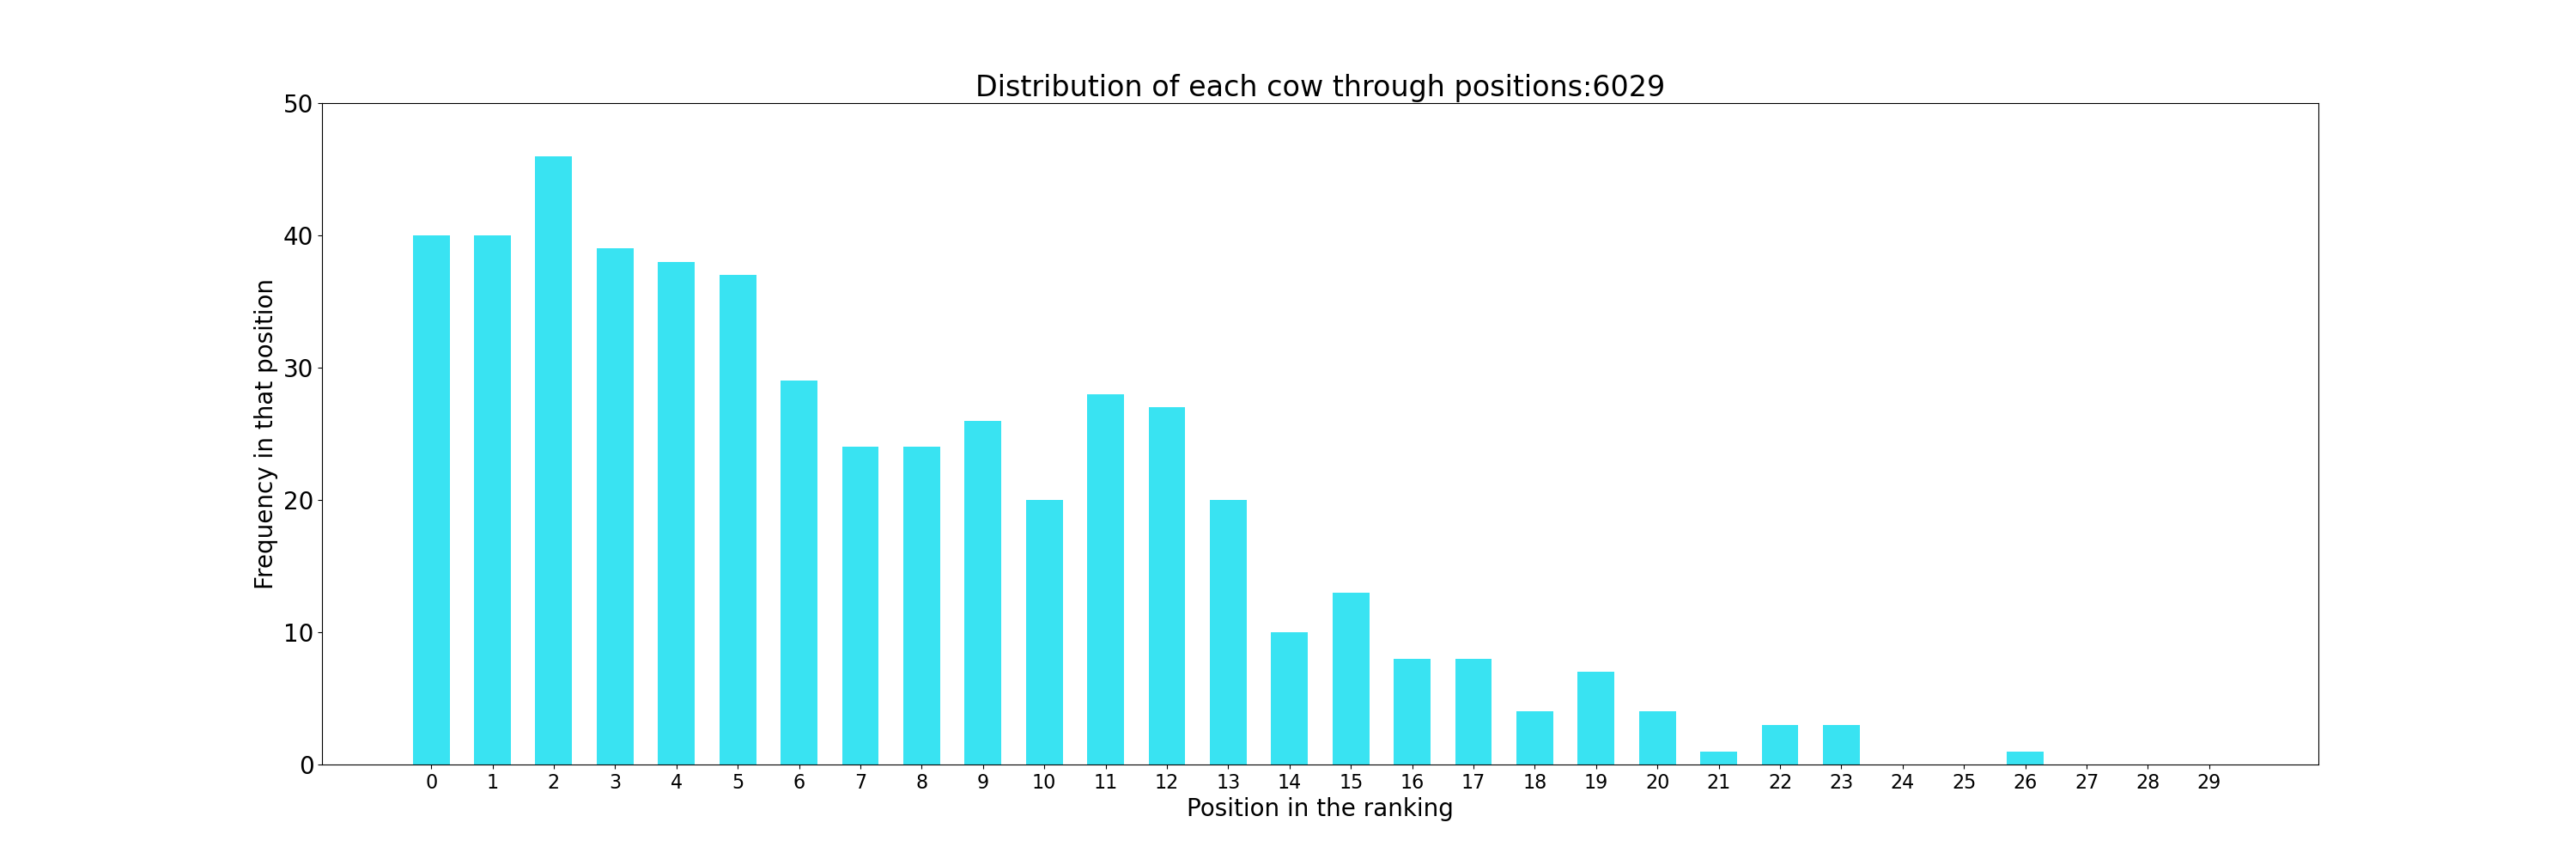 Distribution of each cow through positions:6029
50
40
30
20
10
0
Frequency in that position
0 1 2 3 4 5 6 7 8 9 10 11 12 13 14 15 16 17 18 19 20 21 22 23 24 25 26 27 28 29
Position in the ranking